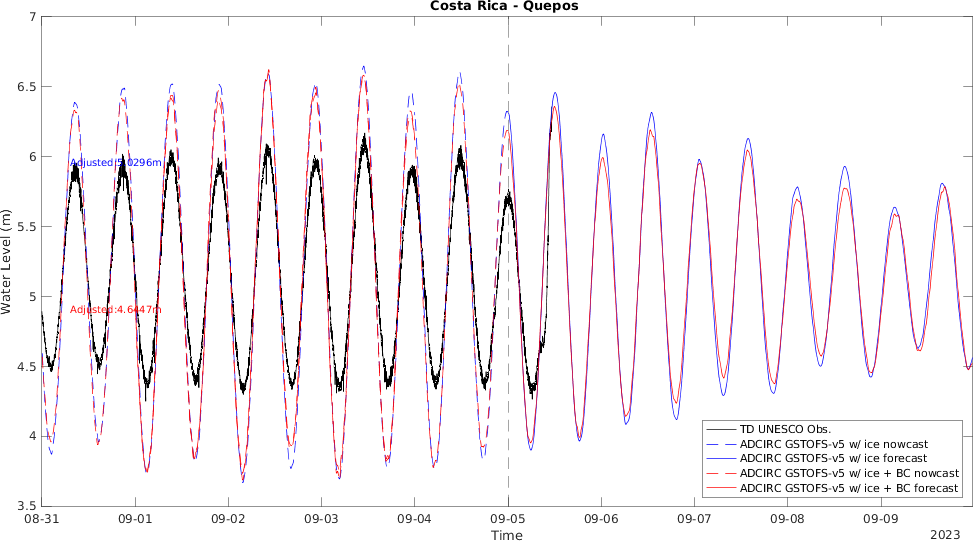 Costa Rica - Quepos
7
6.5
6
5.5
5
4.5
4
3.5
Water Level (m)
Adjusted:5.0296m
Adjusted:4.6447m
08-31
09-01
09-02
09-03
09-04
09-05
09-06
09-07
09-08
09-09
Time
2023
TD UNESCO Obs.
ADCIRC GSTOFS-v5 w/ ice nowcast
ADCIRC GSTOFS-v5 w/ ice forecast
ADCIRC GSTOFS-v5 w/ ice + BC nowcast
ADCIRC GSTOFS-v5 w/ ice + BC forecast